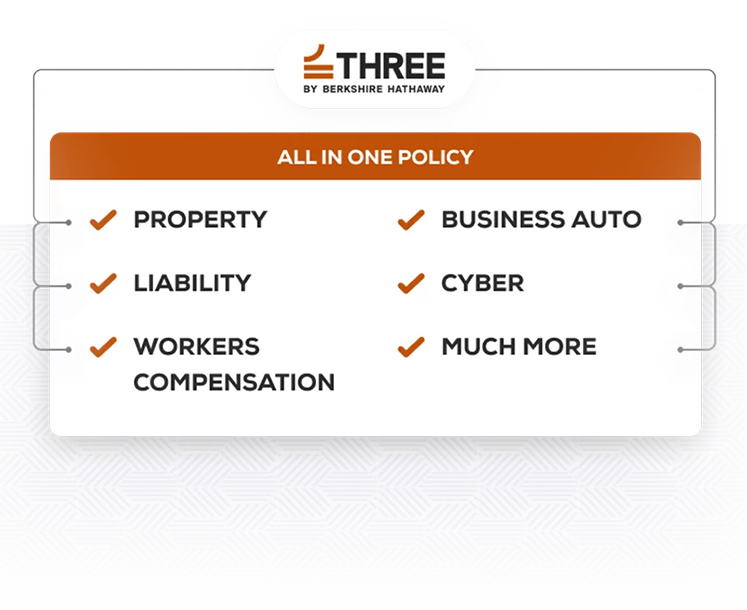 THREE
BY BERKSHIRE HATHAWAY
ALL IN ONE POLICY
PROPERTY
LIABILITY
WORKERS
COMPENSATION
BUSINESS AUTO
CYBER
MUCH MORE